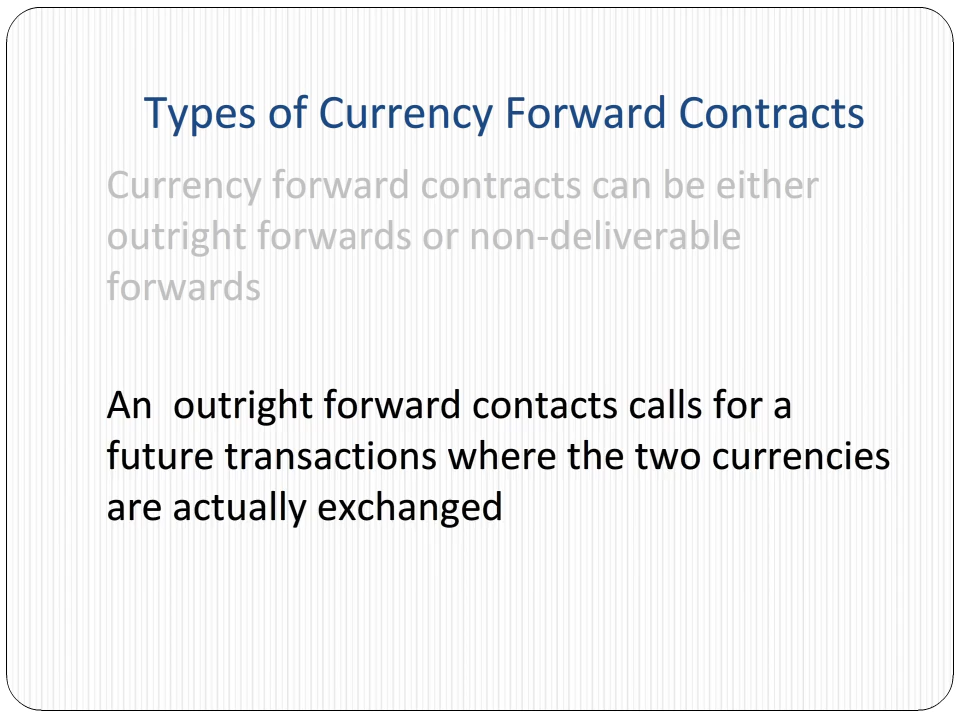 Types of Currency Forward Contracts
Currency forward contracts can be either
outright forwards or non-deliverable
forwards
An  outright forward contacts calls for a
future transactions where the two currencies
are actually exchanged